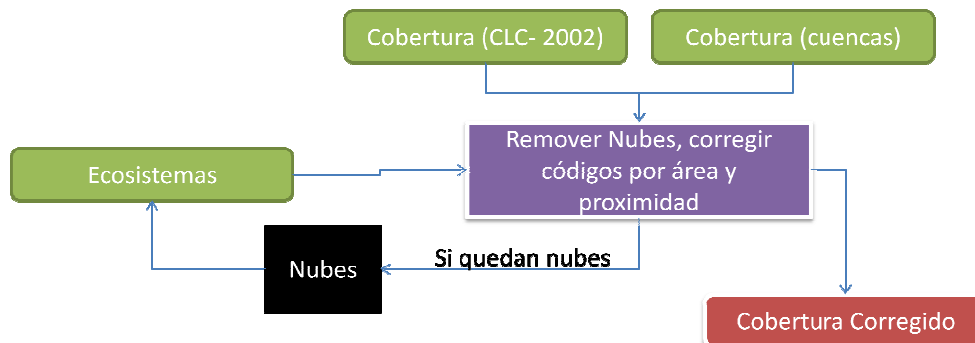 Cobertura (CLC- 2002)
Cobertura (cuencas)
Remover Nubes, corregir
códigos por área y
proximidad
Ecosistemas
Si quedan nubes
Nubes
Cobertura Corregido